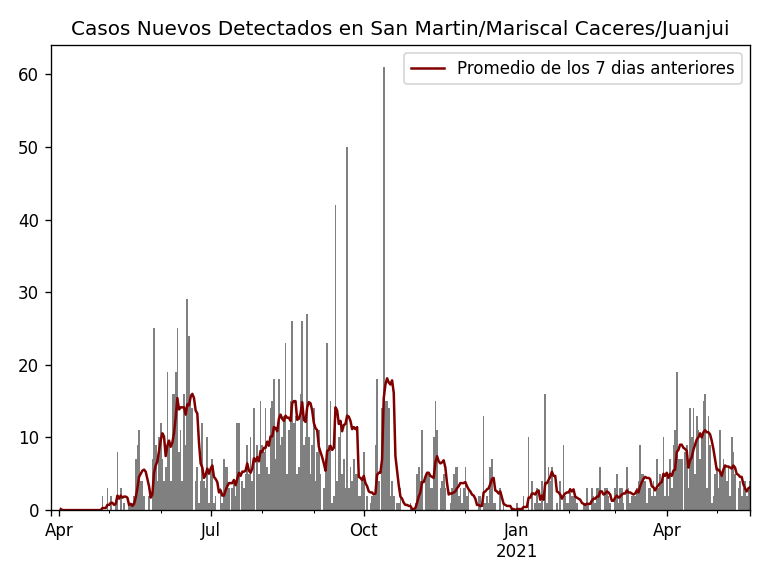 Casos Nuevos Detectados en San Martin/Mariscal Caceres/Juanjui
Promedio de los 7 dias anteriores
60
50
40
30
20
10
0
Apr Jul Oct Jan Apr
2021